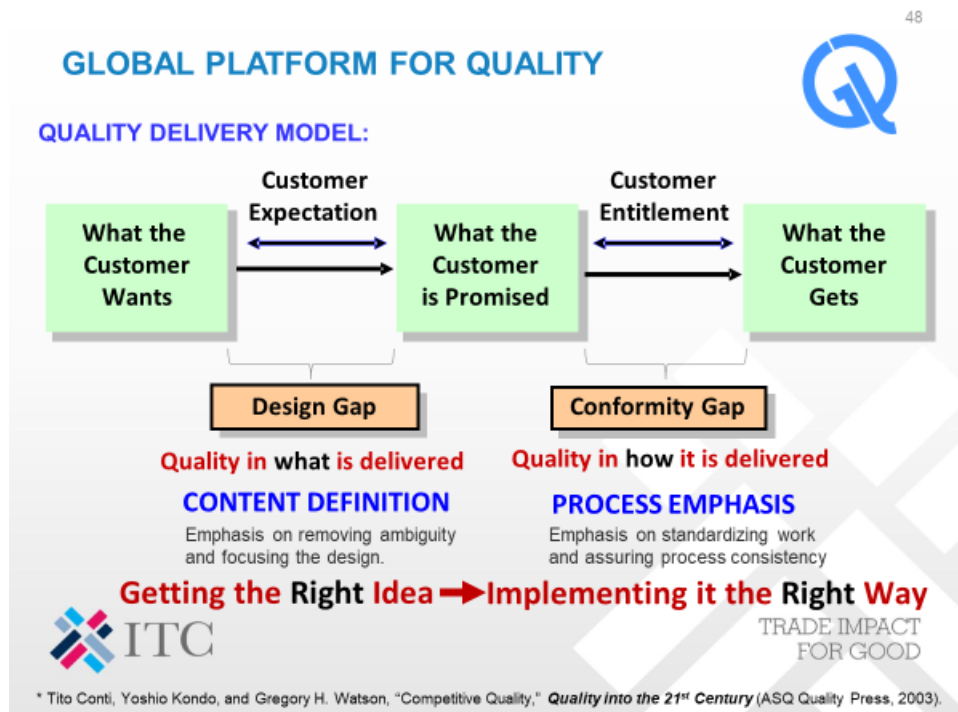 48
GLOBAL PLATFORM FOR QUALITY
QUALITY DELIVERY MODEL:
Customer
Expectation
Customer
Entitlement
What the
Customer
Wants
What the
Customer
is Promised
What the
Customer
Gets
Design Gap
Conformity Gap
Quality in what is delivered
Quality in how it is delivered
CONTENT DEFINITION
PROCESS EMPHASIS
Emphasis on removing ambiguity
and focusing the design.
Emphasis on standardizing work
and assuring process consistency
Getting the Right Idea Implementing it the Right Way
ITC
TRADE IMPACT
FOR GOOD
* Tito Conti, Yoshio Kondo, and Gregory H. Watson, “Competitive Quality,” Quality into the 21st Century (ASQ Quality Press, 2003).